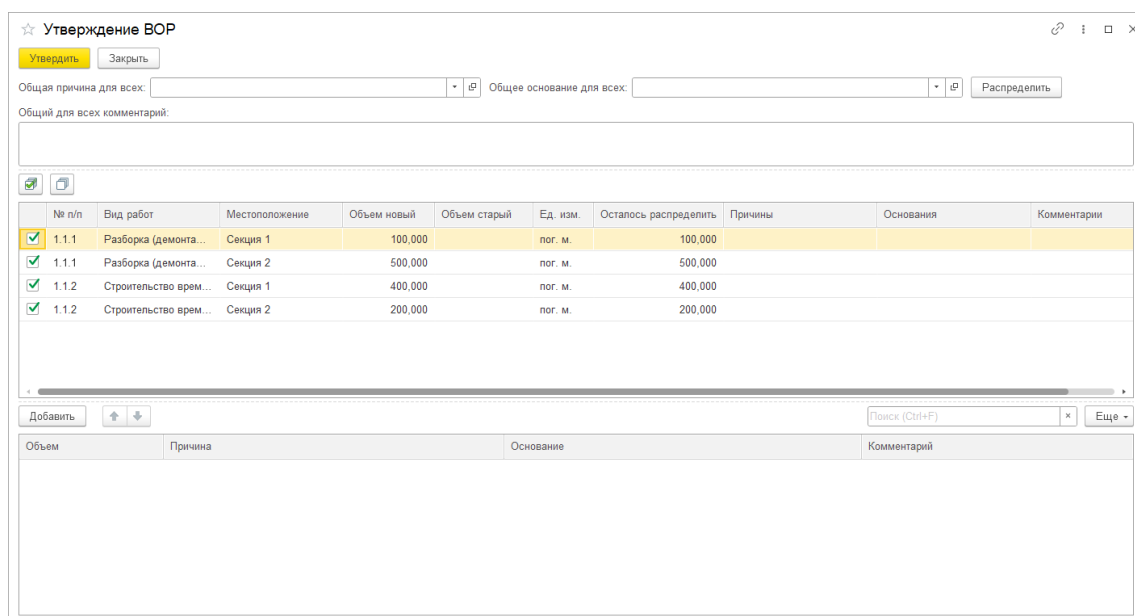 Утверждение ВОР
Утвердить Закрыть
Общая причина для всех: Общее основание для всех: Распределить
Общий для всех комментарий:
№ п/п Вид работ Местоположение Объем новый Объем старый Ед. изм. Осталось распределить Причины Основания Комментарии
1.1.1 Разборка (демонта... Секция 1 100,000 пог. м. 100,000
1.1.1 Разборка (демонта... Секция 2 500,000 пог. м. 500,000
1.1.2 Строительство врем... Секция 1 400,000 пог. м. 400,000
1.1.2 Строительство врем... Секция 2 200,000 пог. м. 200,000
Добавить Поиск (Ctrl+F) × Еще
Объем Причина Основание Комментарий